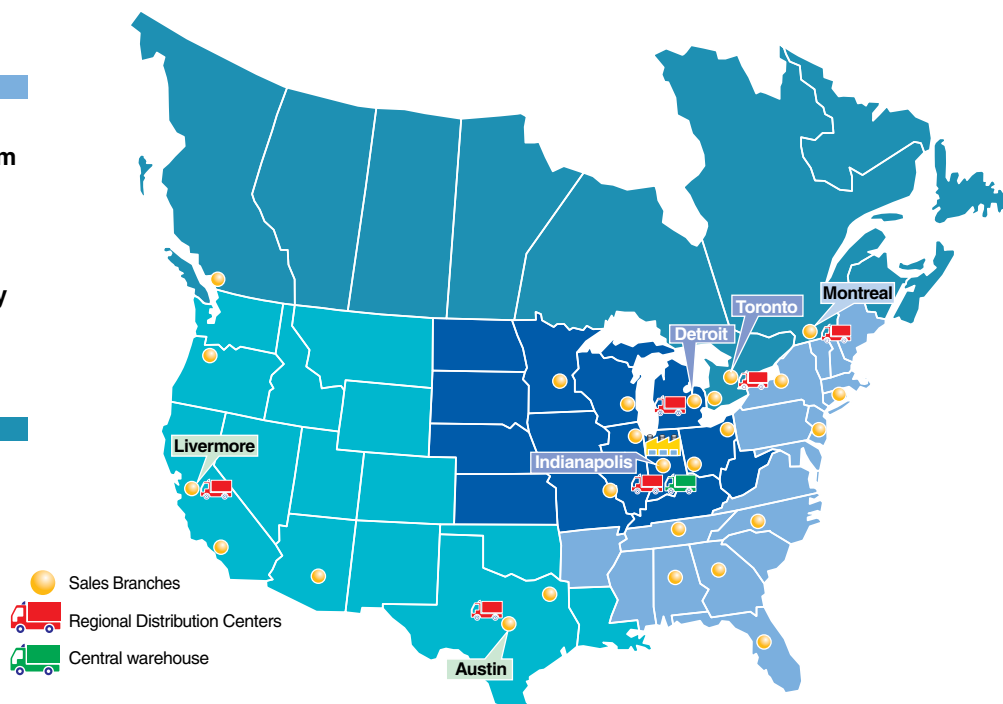 m
y
Montreal
Toronto
Detroit
Livermore
Indianapolis
Austin
Sales Branches
Regional Distribution Centers
Central warehouse